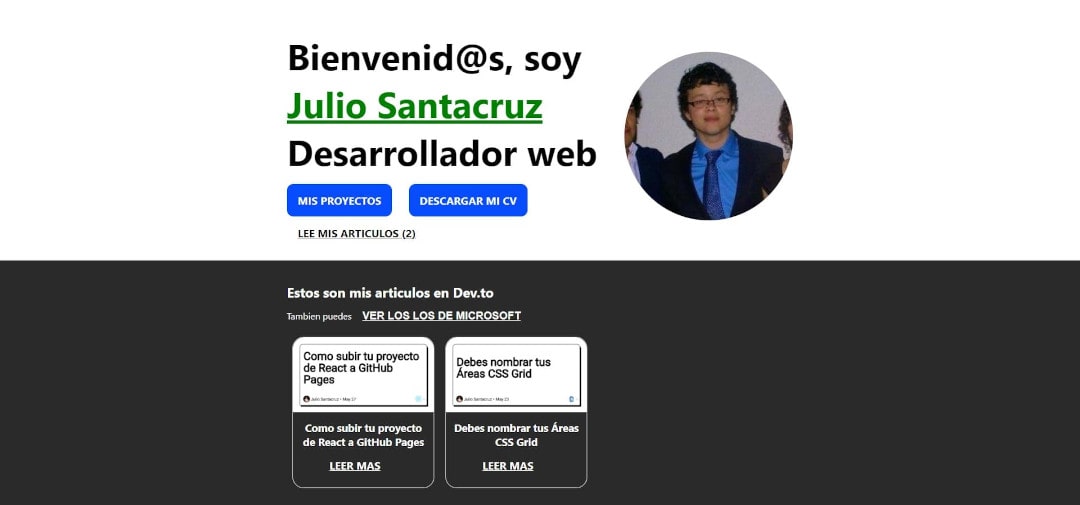 Bienvenid@s, soy
Julio Santacruz
Desarrollador web
MIS PROYECTOS
DESCARGAR MI CV
LEE MIS ARTICULOS (2)
Estos son mis articulos en Dev.to
Tambien puedes VER LOS LOS DE MICROSOFT
Como subir tu proyecto
de React a GitHub
Pages
Julio Santacruz • May 27
Como subir tu proyecto
de React a GitHub Pages
LEER MAS
Debes nombrar tus
Áreas CSS Grid
Julio Santacruz • May 23
Debes nombrar tus Áreas
CSS Grid
LEER MAS